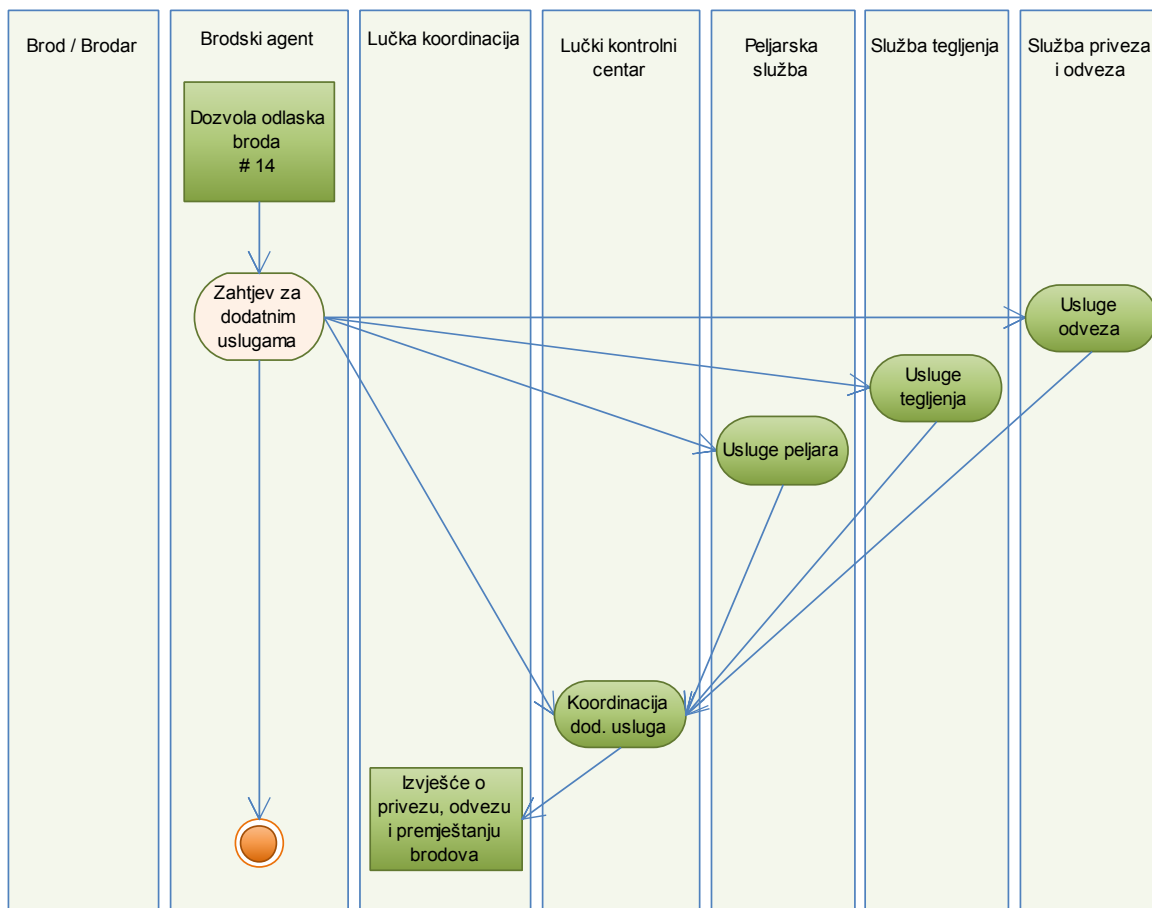 Brod / Brodar
Brodski agent
Lučka koordinacija
Lučki kontrolni
centar
Peljarska
služba
Služba tegljenja
Služba priveza
i odveza
Dozvola odlaska
broda
# 14
Zahtjev za
dodatnim
uslugama
Usluge
odveza
Usluge
tegljenja
Usluge peljara
Koordinacija
dod. usluga
Izvješće o
privezu, odvezu
i premještanju
brodova